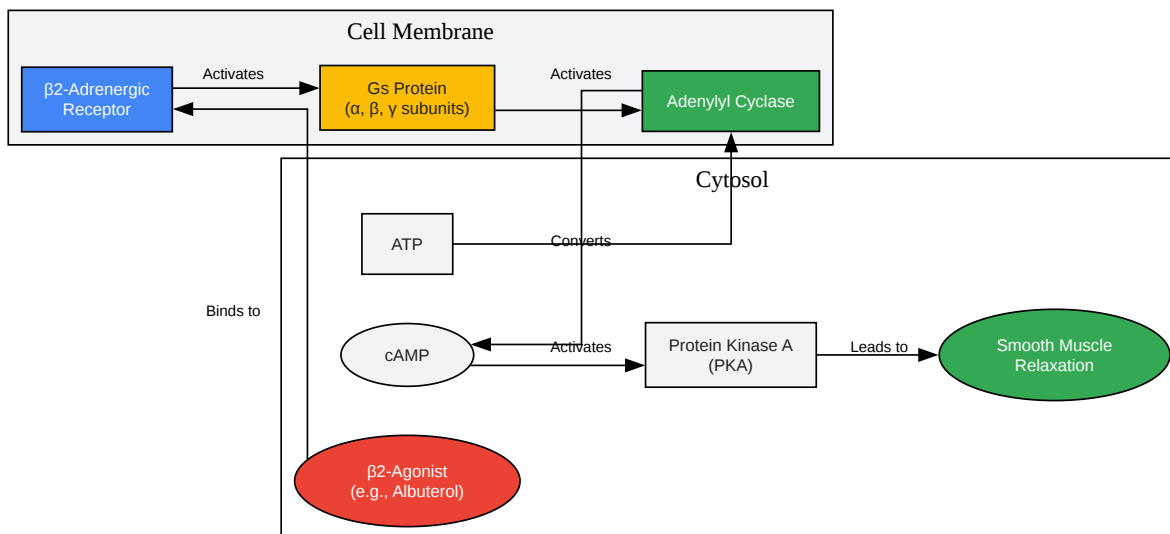 Cell Membrane
β2-Adrenergic
Receptor
Activates
Gs Protein
(α, β, γ subunits)
Activates
Adenylyl Cyclase
Cytosol
ATP
Converts
Binds to
cAMP
Activates
Protein Kinase A
(PKA)
Leads to
Smooth Muscle
Relaxation
β2-Agonist
(e.g., Albuterol)